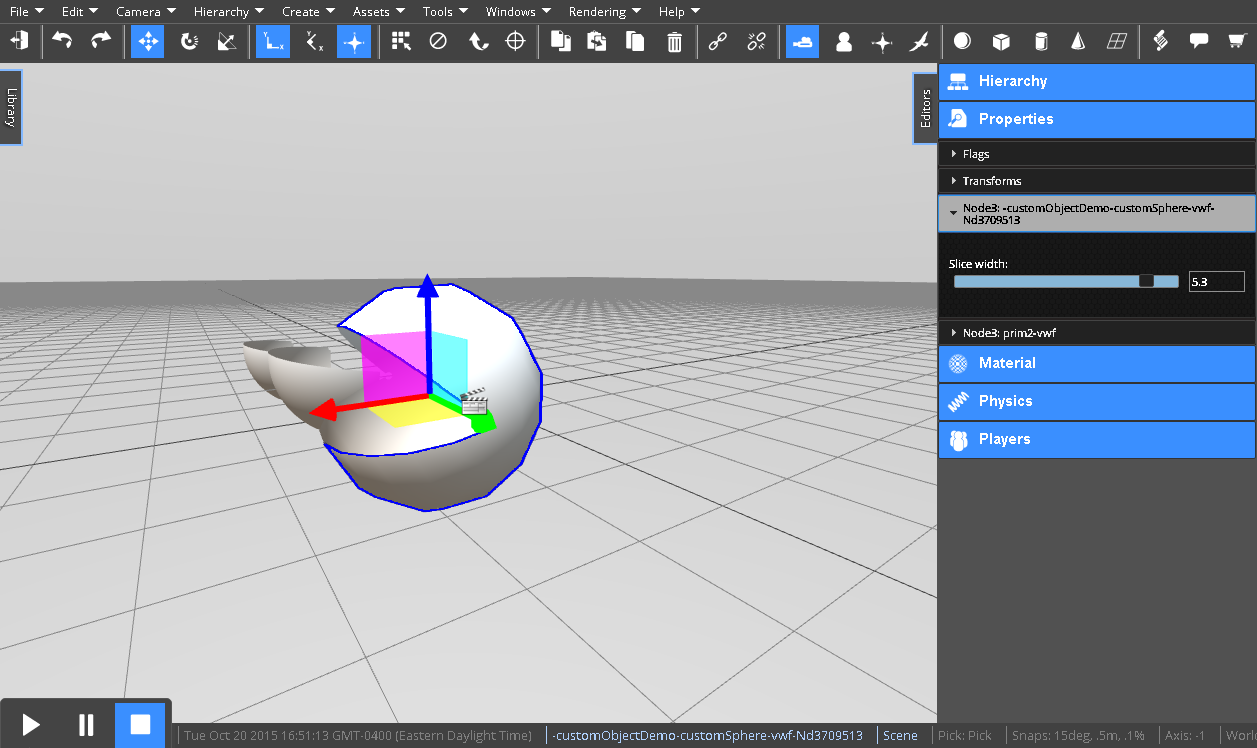 File Edit Camera Hierarchy Create Assets Tools Windows Rendering Help
Library
Editors
Hierarchy
Properties
Flags
Transforms
Node3: -customObjectDemo-customSphere-vwf-
Nd3709513
Slice width:
5.3
Node3: prim2-vwf
Material
Physics
Players
Tue Oct 20 2015 16:51:13 GMT-0400 (Eastern Daylight Time) -customObjectDemo-customSphere-vwf-Nd3709513 Scene Pick: Pick Snaps: 15deg, .5m, .1% Axis: -1 Worl